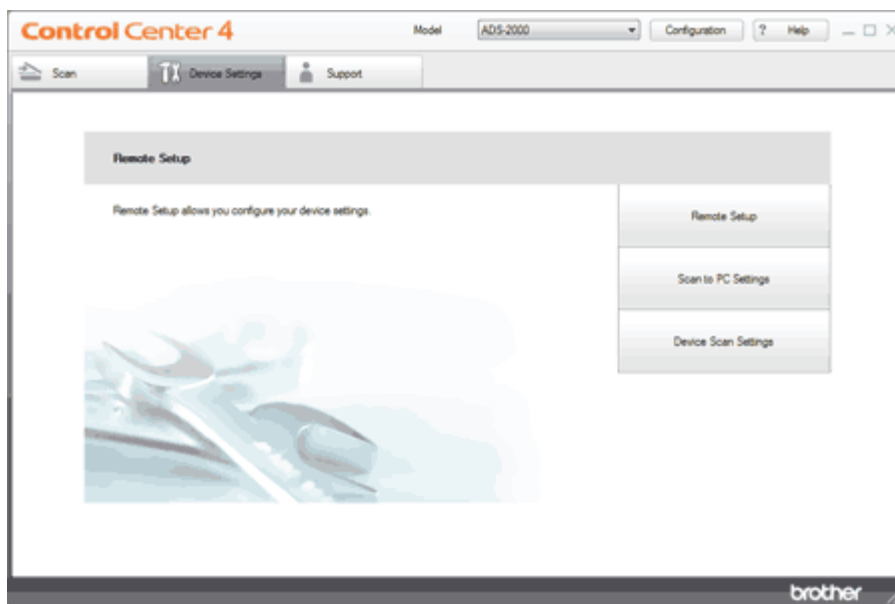 Control Center 4
Model
ADS-2000
Configuration
? Help
Scan
Device Settings
Support
Remote Setup
Remote Setup allows you configure your device settings.
Remote Setup
Scan to PC Settings
Device Scan Settings
brother